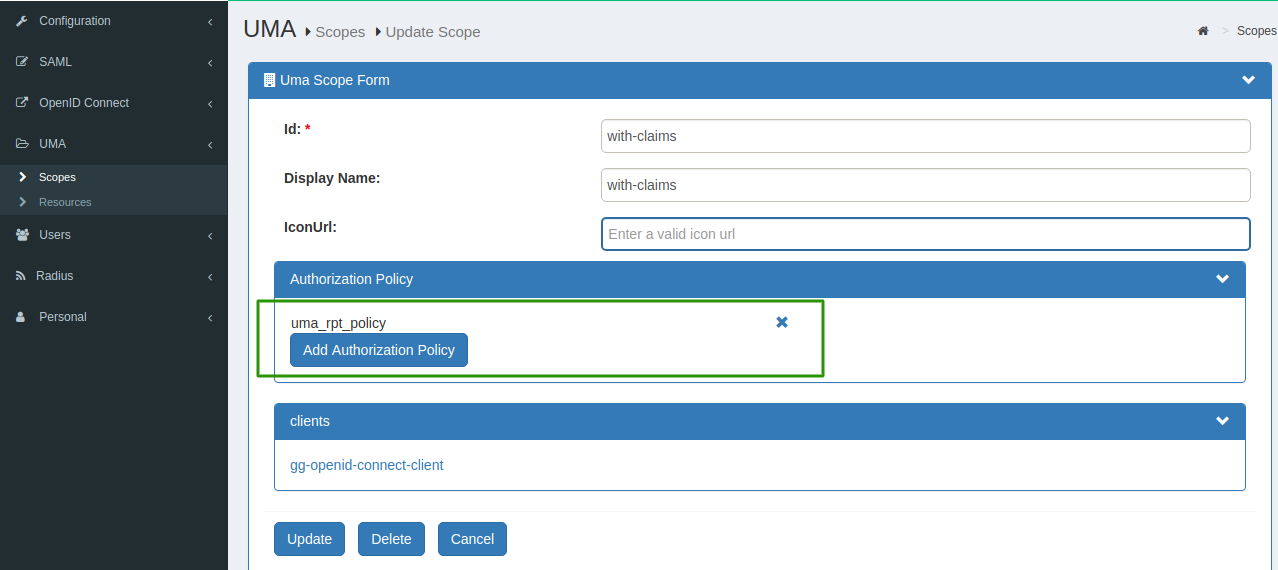 Configuration
SAML
OpenID Connect
UMA
Scopes
Resources
Users
Radius
Personal
UMA Scopes Update Scope
> Scopes
Uma Scope Form
Id: * with-claims
Display Name: with-claims
IconUrl: Enter a valid icon url
Authorization Policy
uma_rpt_policy
Add Authorization Policy
clients
gg-openid-connect-client
Update Delete Cancel